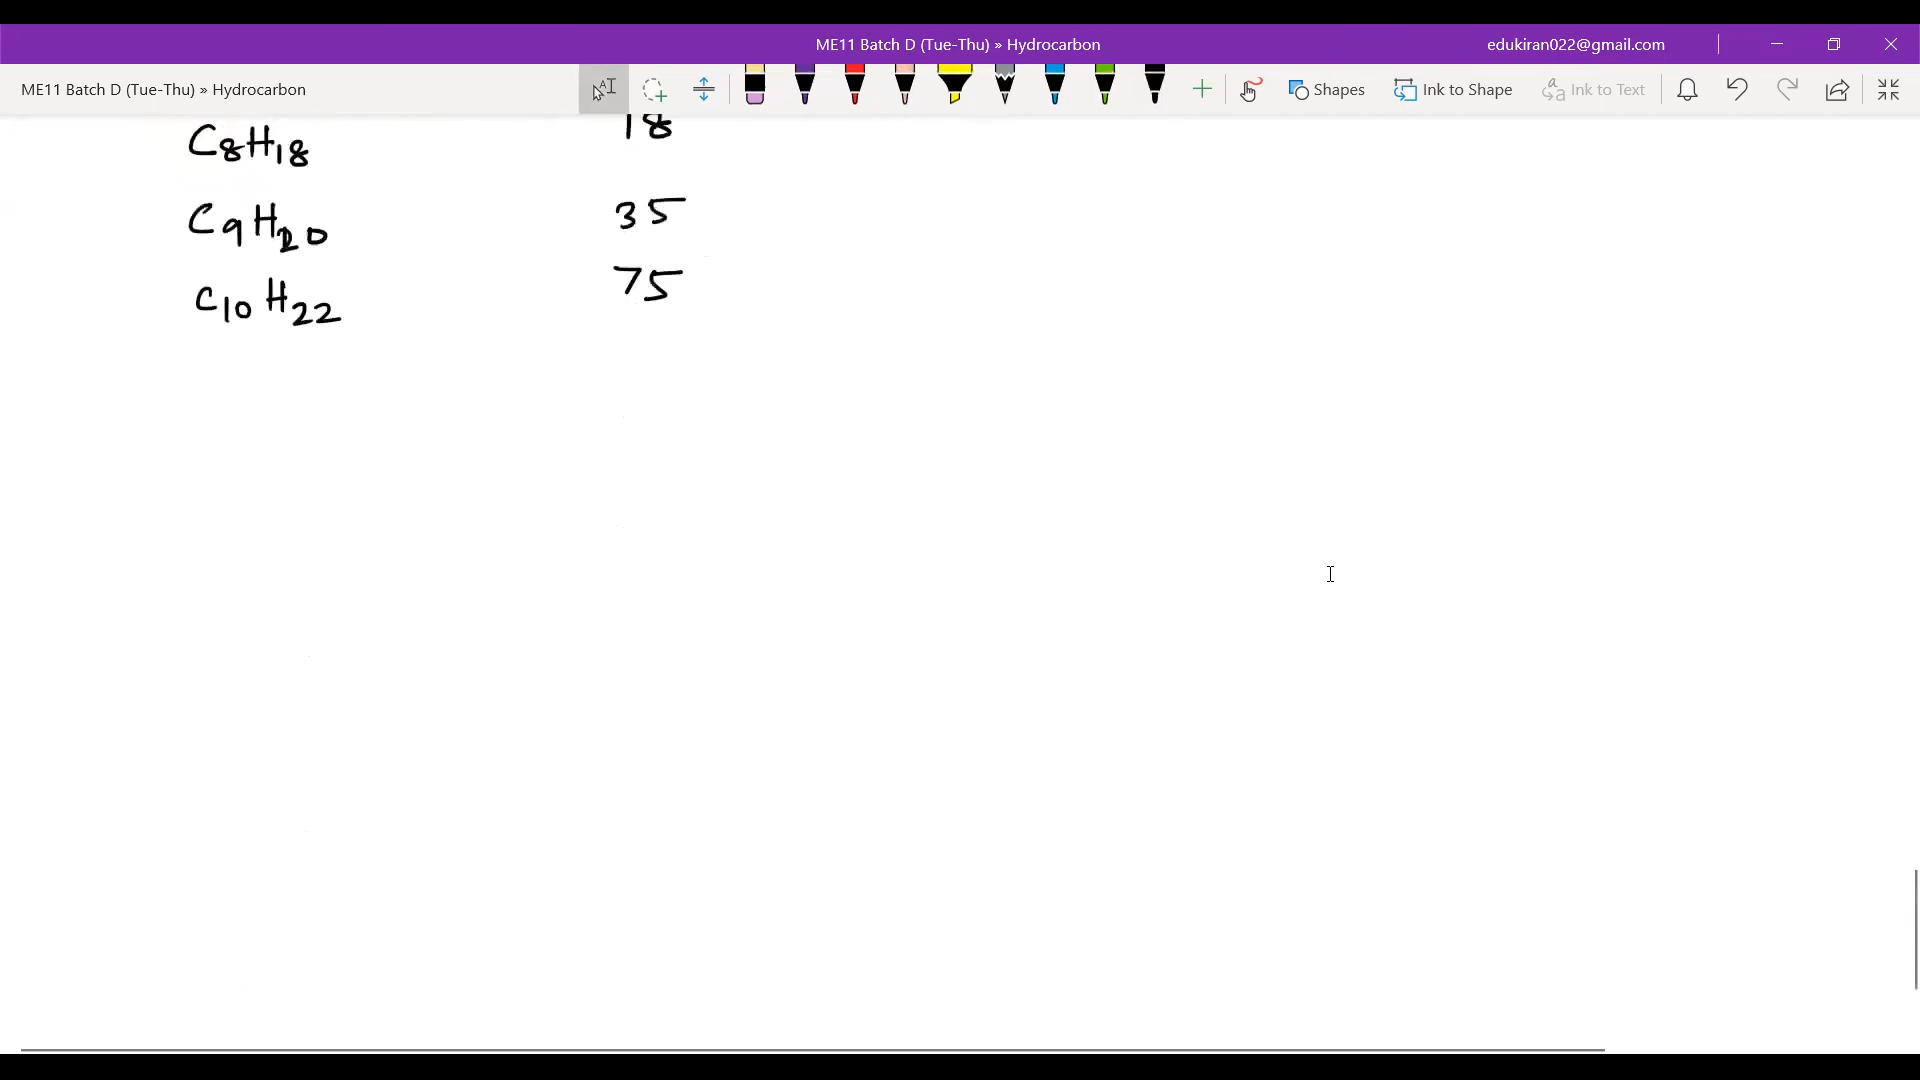 ME11 Batch D (Tue-Thu) » Hydrocarbon
edukiran022@gmail.com
ME11 Batch D (Tue-Thu) » Hydrocarbon
Shapes
Ink to Shape
Ink to Text
C8H18 18
C9H20 35
C10H22 75